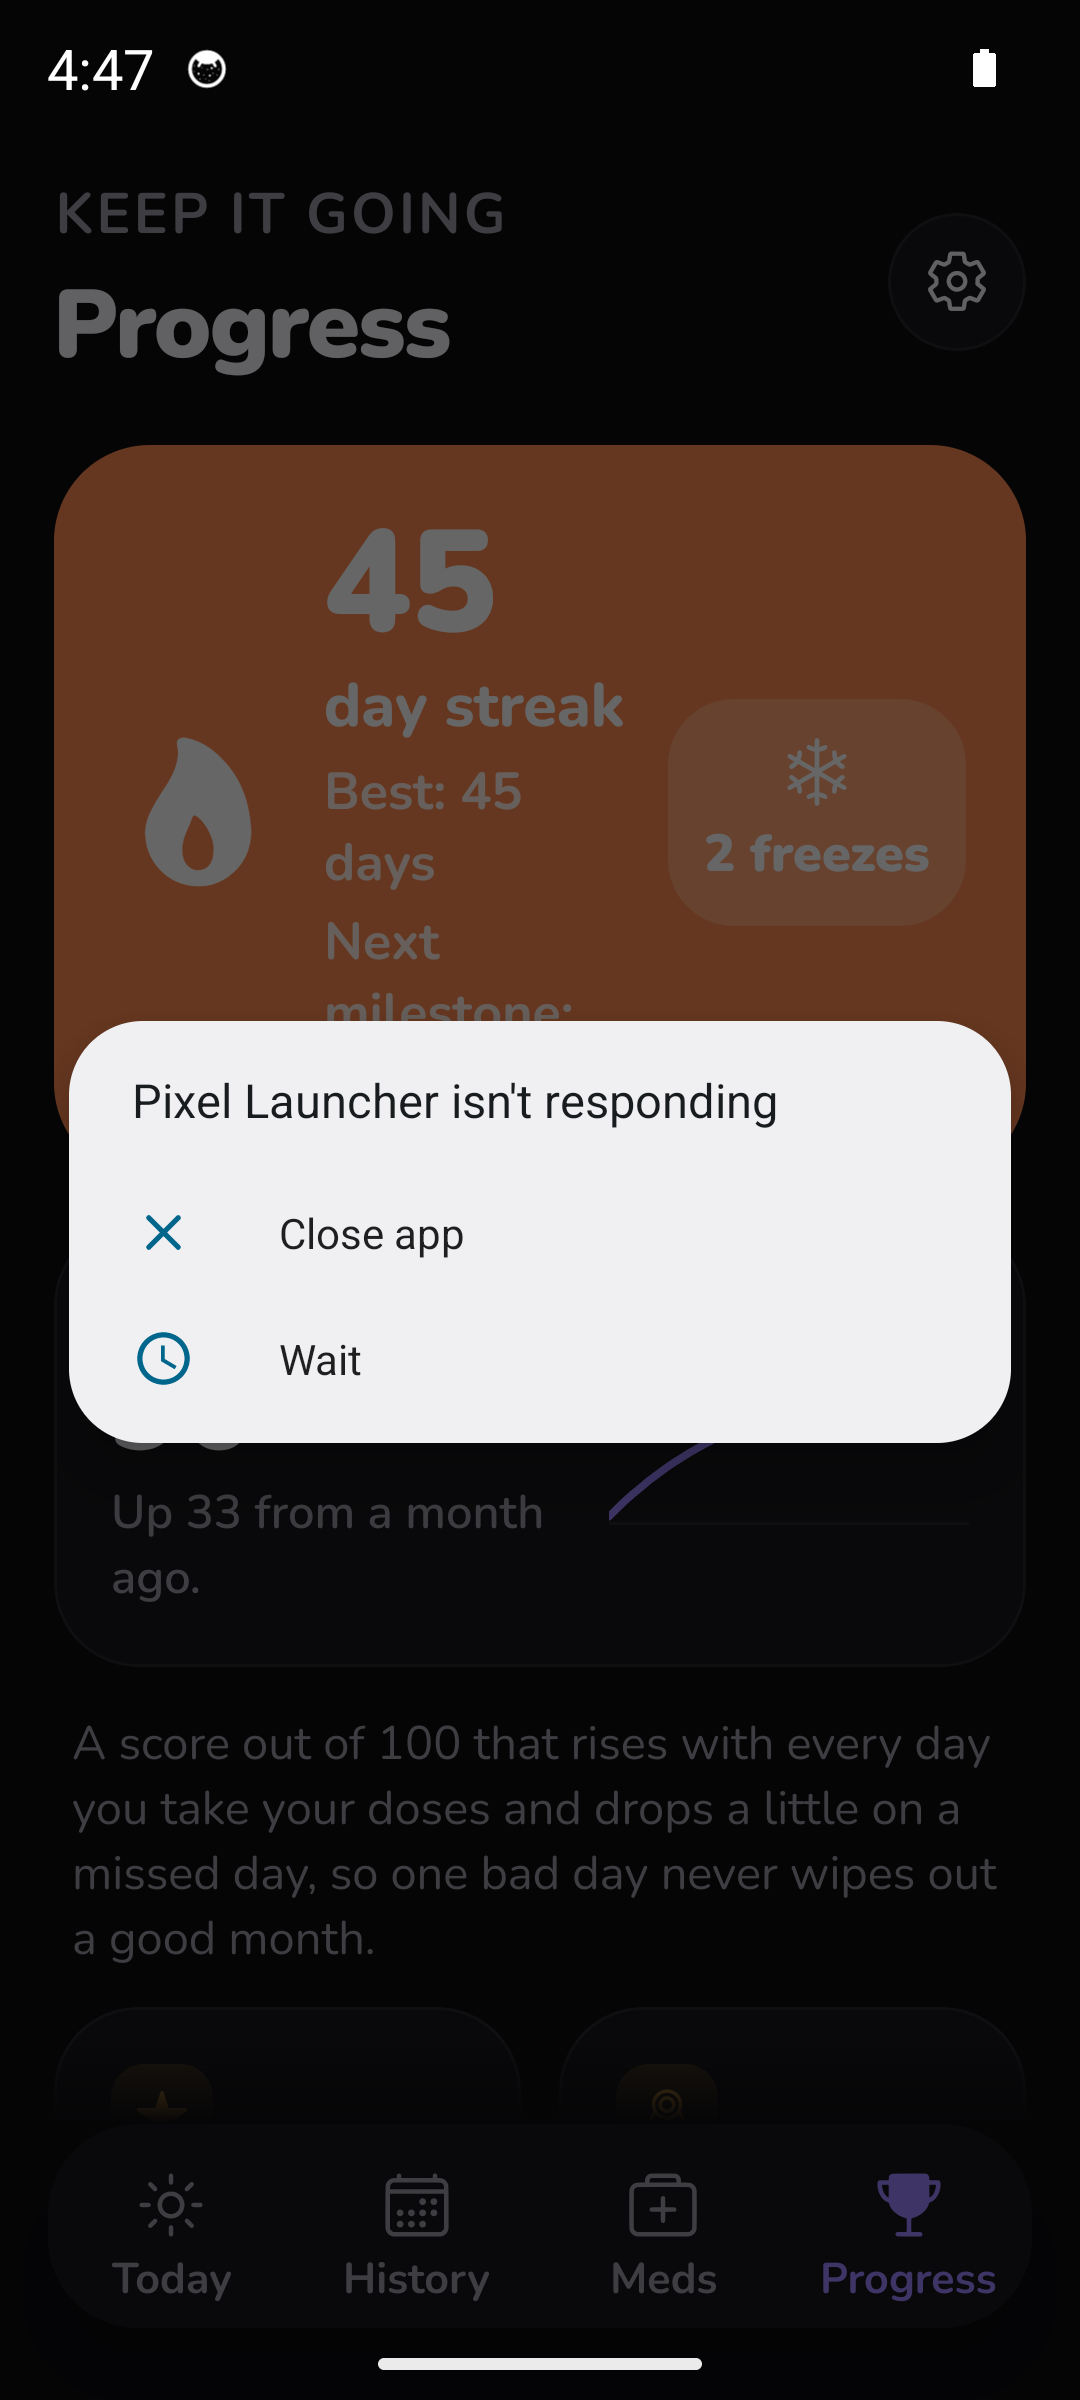 4:47
KEEP IT GOING
Progress
45
day streak
Best: 45
days
Next
milestone:
2 freezes
Pixel Launcher isn't responding
Close app
Wait
Up 33 from a month
ago.
A score out of 100 that rises with every day
you take your doses and drops a little on a
missed day, so one bad day never wipes out
a good month.
Today
History
Meds
Progress